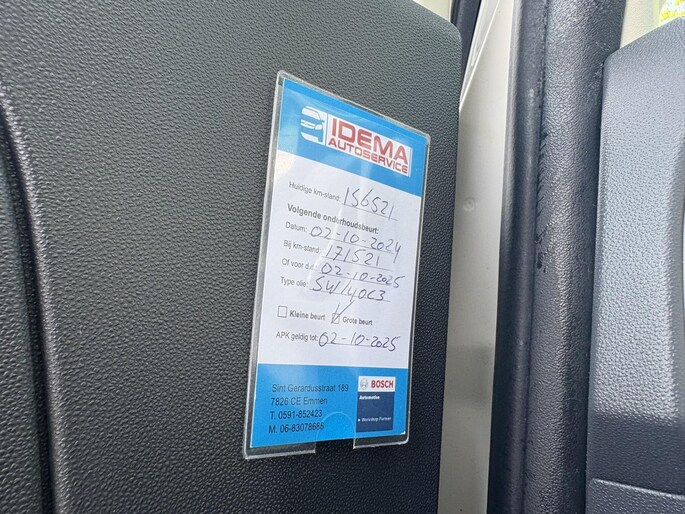 IDEMA
AUTOSERVICE
Huidige km-stand: 156521
Volgende onderhoudsbeurt:
Datum: 02-10-2024
Bij km-stand: 171521
Of voor d.d.: 02-10-2025
Type olie: 5W/40C3
Kleine beurt Grote beurt
APK geldig tot: 02-10-2025
Sint Gerardusstraat 189
7826 CE Emmen
T. 0591-852423
M. 06-83078666
BOSCH
Automotive
Workshop Partner